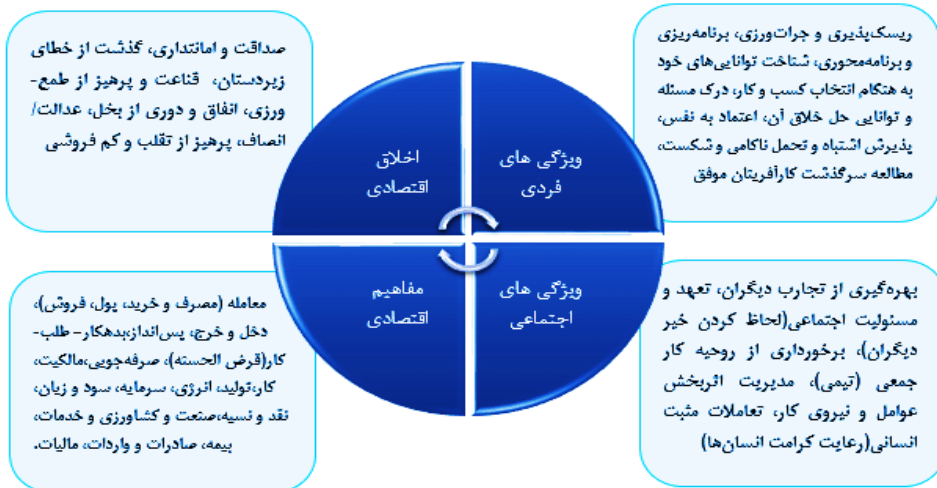 ریسک‌پذیری و جرات‌ورزی، برنامه‌ریزی
و برنامه‌محوری، شناخت توانایی‌های خود
به هنگام انتخاب کسب و کار، درک مسئله
و توانایی حل خلاق آن، اعتماد به نفس،
پذیرش اشتباه و تحمل ناکامی و شکست،
مطالعه سرگذشت کارآفرینان موفق
صداقت و امانتداری، گذشت از خطای
زیردستان، قناعت و پرهیز از طمع-
ورزی، انفاق و دوری از بخل، عدالت/
انصاف، پرهیز از تقلب و کم فروشی
ویژگی های
فردی
اخلاق
اقتصادی
ویژگی های
اجتماعی
مفاهیم
اقتصادی
بهره‌گیری از تجارب دیگران، تعهد و
مسئولیت اجتماعی(لحاظ کردن خیر
دیگران)، برخورداری از روحیه کار
جمعی (تیمی)، مدیریت اثربخش
عوامل و نیروی کار، تعاملات مثبت
انسانی(رعایت کرامت انسان‌ها)
معامله (مصرف و خرید، پول، فروش)،
دخل و خرج، پس‌انداز،بدهکار- طلب-
کار(قرض الحسنه)، صرفه‌جویی،مالکیت،
کار،تولید، انرژی، سرمایه، سود و زیان،
نقد و نسیه،صنعت و کشاورزی و خدمات،
بیمه، صادرات و واردات، مالیات.